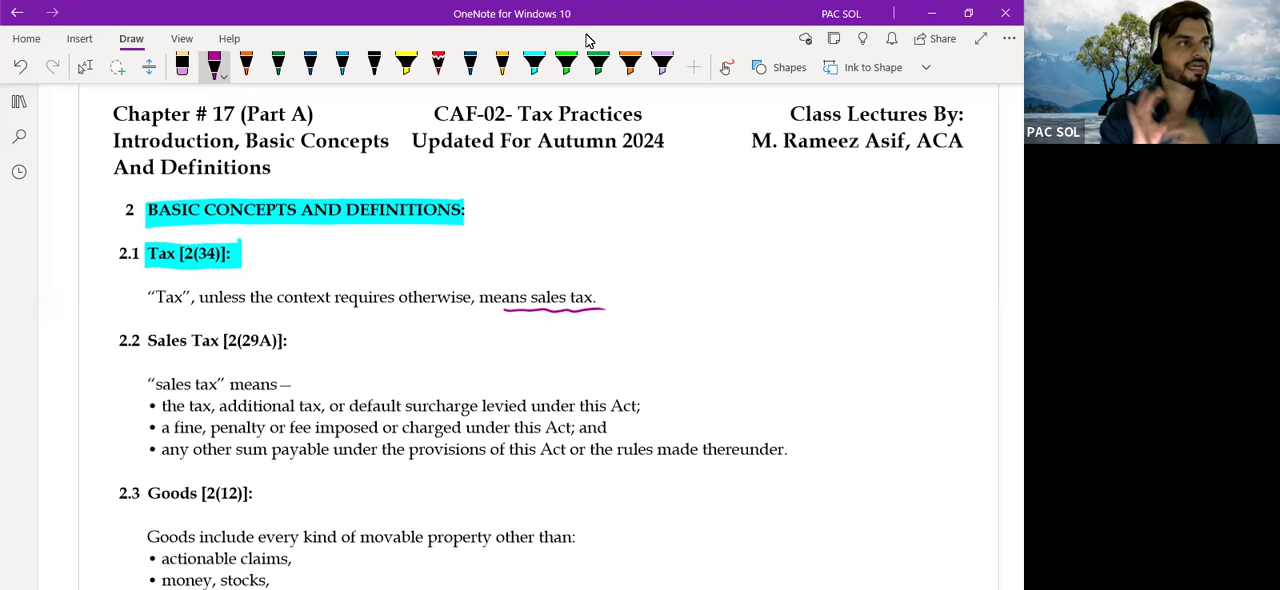 OneNote for Windows 10
PAC SOL
Home
Insert
Draw
View
Help
Share
Shapes
Ink to Shape
PAC SOL
Chapter # 17 (Part A)
CAF-02- Tax Practices
Class Lectures By:
Introduction, Basic Concepts
Updated For Autumn 2024
M. Rameez Asif, ACA
And Definitions
2 BASIC CONCEPTS AND DEFINITIONS:
2.1 Tax [2(34)]:
“Tax”, unless the context requires otherwise, means sales tax.
2.2 Sales Tax [2(29A)]:
“sales tax” means—
• the tax, additional tax, or default surcharge levied under this Act;
• a fine, penalty or fee imposed or charged under this Act; and
• any other sum payable under the provisions of this Act or the rules made thereunder.
2.3 Goods [2(12)]:
Goods include every kind of movable property other than:
• actionable claims,
• money, stocks,